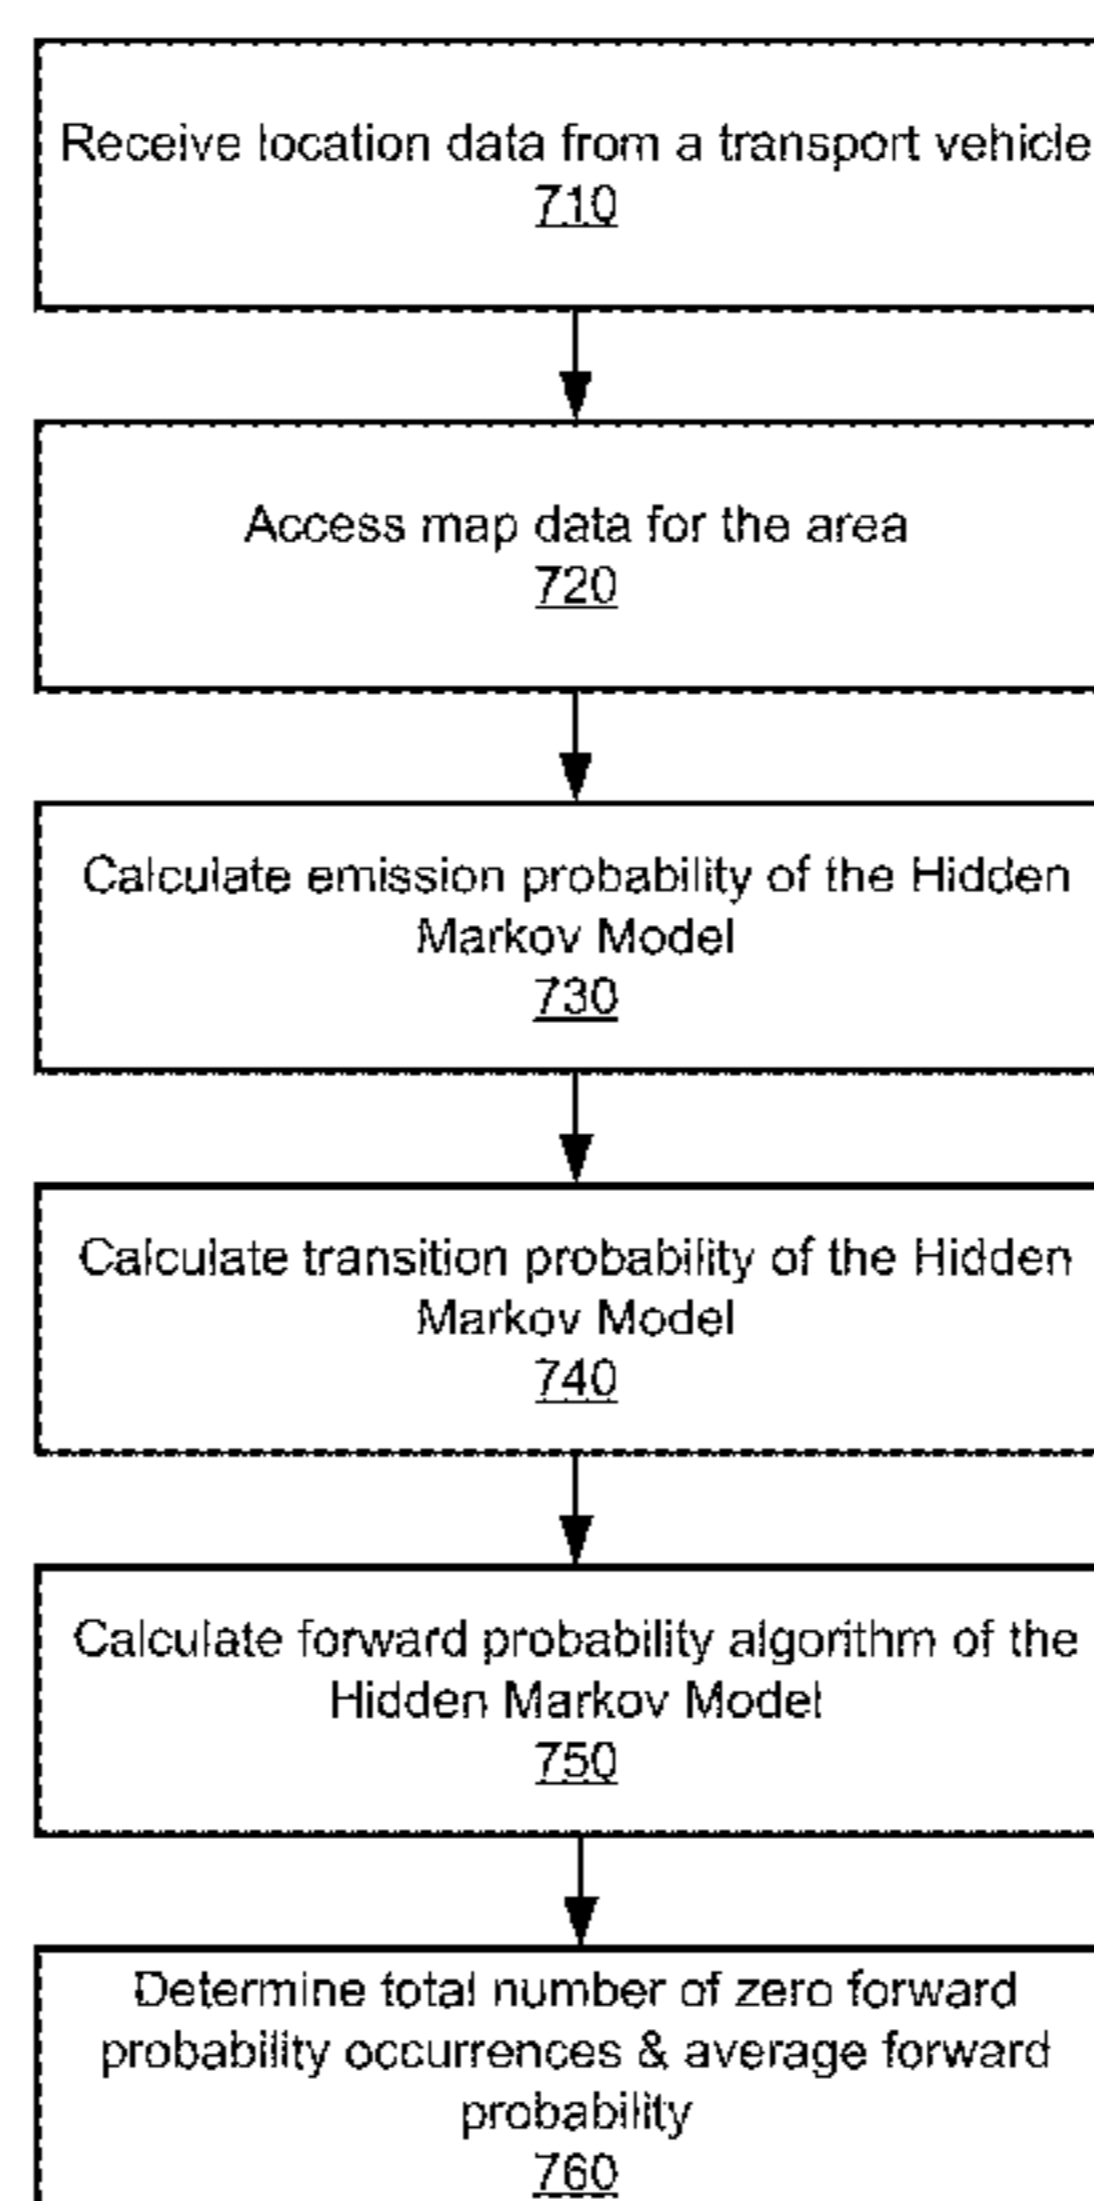 Receive location data from a transport vehicle
710
Access map data for the area
720
Calculate emission probability of the Hidden
Markov Model
730
Calculate transition probability of the Hidden
Markov Model
740
Calculate forward probability algorithm of the
Hidden Markov Model
750
Determine total number of zero forward
probability occurrences & average forward
probability
760